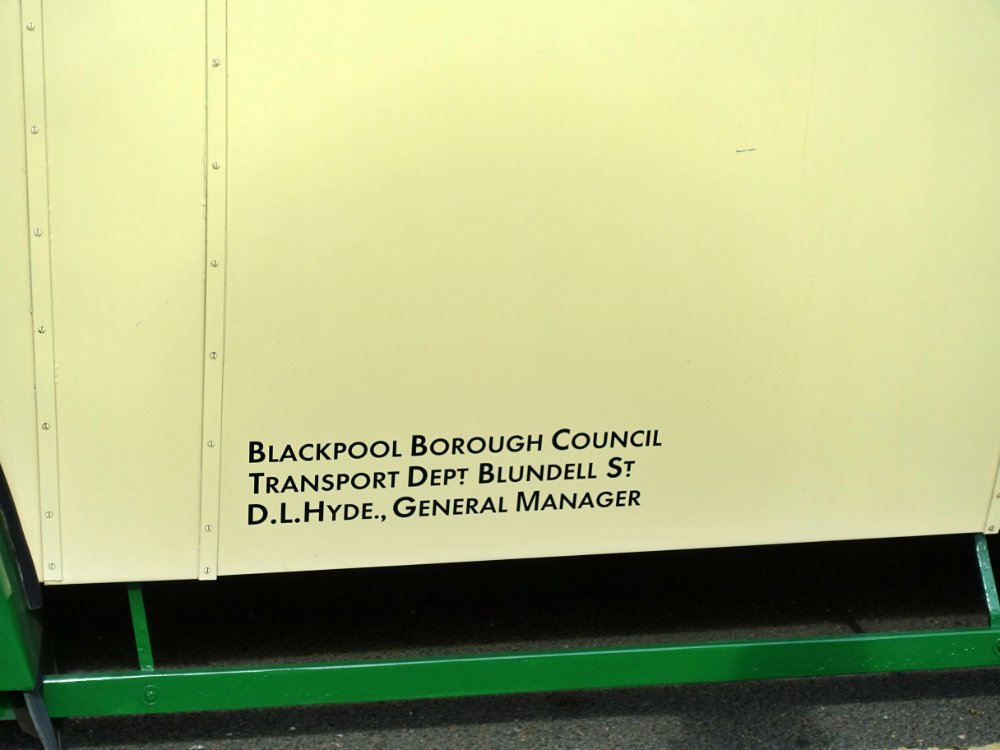 BLACKPOOL BOROUGH COUNCIL
TRANSPORT DEPT. BLUNDELL ST.
D.L.HYDE., GENERAL MANAGER